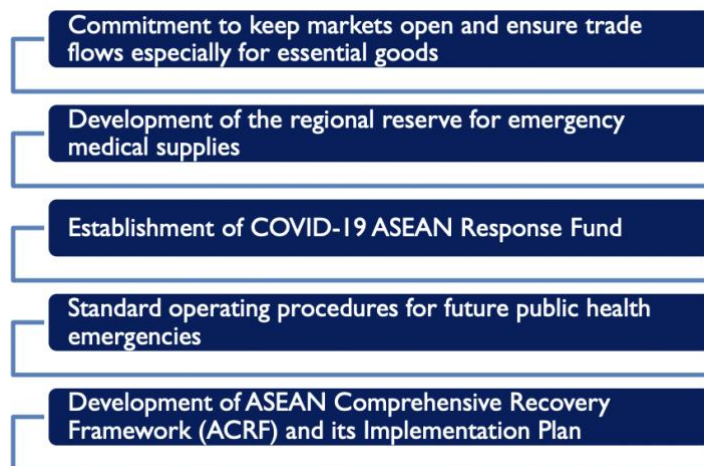 Commitment to keep markets open and ensure trade
flows especially for essential goods
Development of the regional reserve for emergency
medical supplies
Establishment of COVID-19 ASEAN Response Fund
Standard operating procedures for future public health
emergencies
Development of ASEAN Comprehensive Recovery
Framework (ACRF) and its Implementation Plan